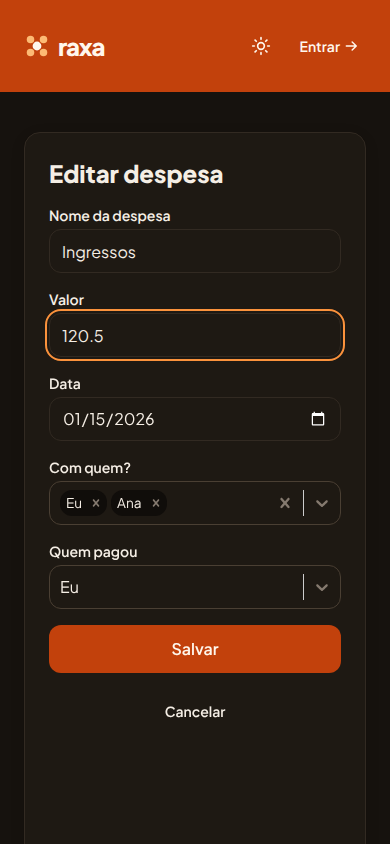 raxa
Entrar →
Editar despesa
Nome da despesa
Ingressos
Valor
120.5
Data
01/15/2026
Com quem?
Eu × Ana ×
Quem pagou
Eu
Salvar
Cancelar